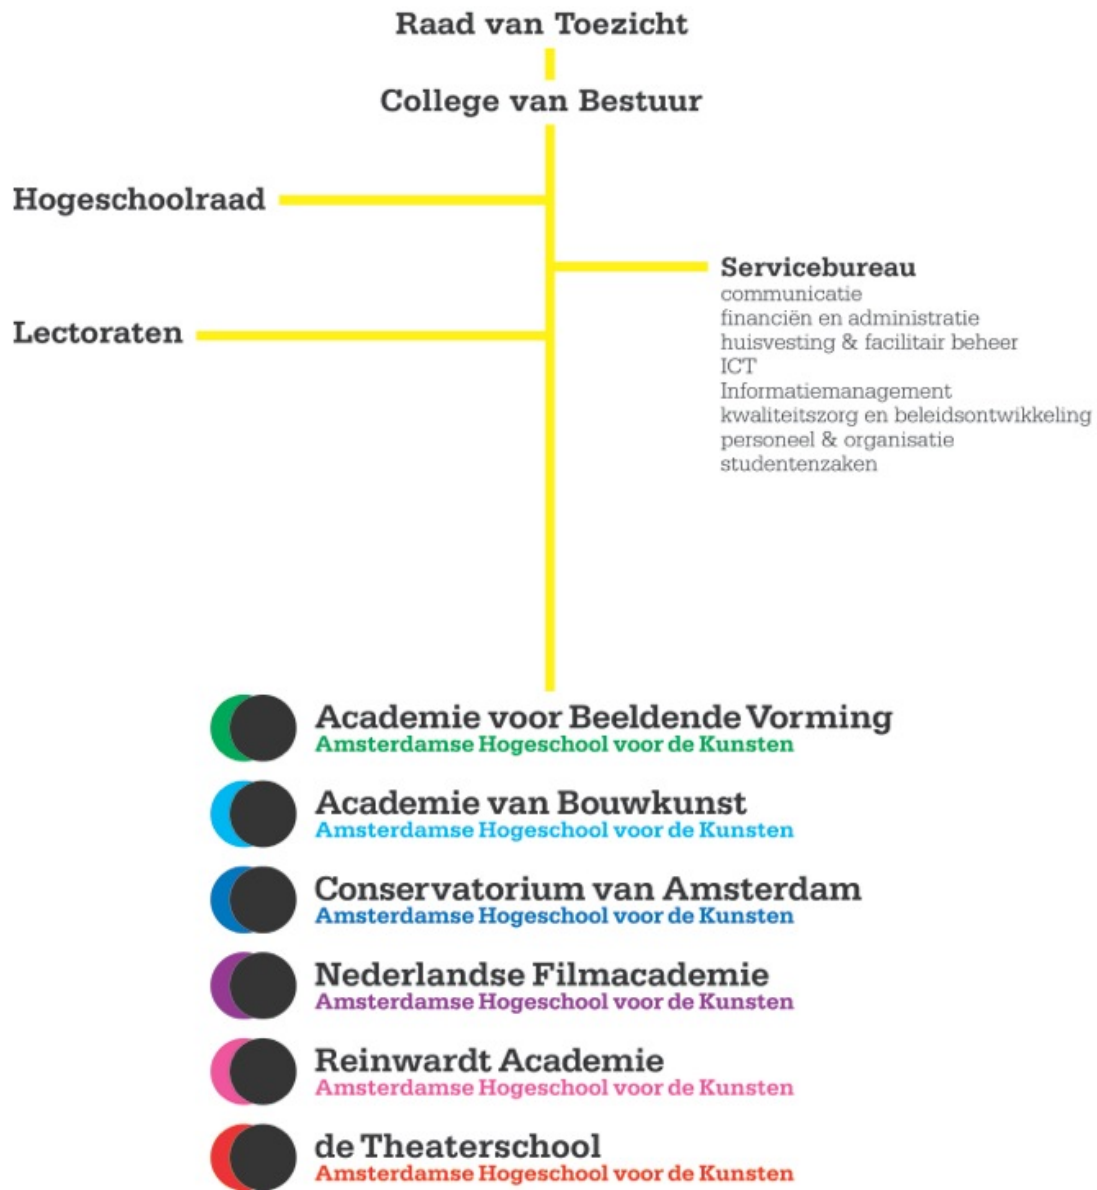 Raad van Toezicht
College van Bestuur
Hogeschoolraad
Servicebureau
communicatie
financiën en administratie
huisvesting & facilitair beheer
ICT
Informatiemanagement
kwaliteitszorg en beleidsontwikkeling
personeel & organisatie
studentenzaken
Lectoraten
Academie voor Beeldende Vorming
Amsterdamse Hogeschool voor de Kunsten
Academie van Bouwkunst
Amsterdamse Hogeschool voor de Kunsten
Conservatorium van Amsterdam
Amsterdamse Hogeschool voor de Kunsten
Nederlandse Filmacademie
Amsterdamse Hogeschool voor de Kunsten
Reinwardt Academie
Amsterdamse Hogeschool voor de Kunsten
de Theaterschool
Amsterdamse Hogeschool voor de Kunsten